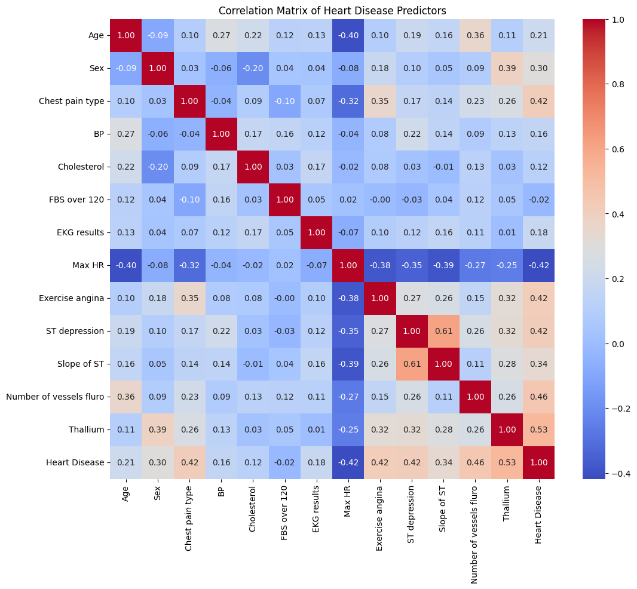 Correlation Matrix of Heart Disease Predictors
Age 1.00 -0.09 0.10 0.27 0.22 0.12 0.13 -0.40 0.10 0.19 0.16 0.36 0.11 0.21
Sex -0.09 1.00 0.03 -0.06 -0.20 0.04 0.04 -0.08 0.18 0.10 0.05 0.09 0.39 0.30
Chest pain type 0.10 0.03 1.00 -0.04 0.09 -0.10 0.07 -0.32 0.35 0.17 0.14 0.23 0.26 0.42
BP 0.27 -0.06 -0.04 1.00 0.17 0.16 0.12 -0.04 0.08 0.22 0.14 0.09 0.13 0.16
Cholesterol 0.22 -0.20 0.09 0.17 1.00 0.03 0.17 -0.02 0.08 0.03 -0.01 0.13 0.03 0.12
FBS over 120 0.12 0.04 -0.10 0.16 0.03 1.00 0.05 0.02 -0.00 -0.03 0.04 0.12 0.05 -0.02
EKG results 0.13 0.04 0.07 0.12 0.17 0.05 1.00 -0.07 0.10 0.12 0.16 0.11 0.01 0.18
Max HR -0.40 -0.08 -0.32 -0.04 -0.02 0.02 -0.07 1.00 -0.38 -0.35 -0.39 -0.27 -0.25 -0.42
Exercise angina 0.10 0.18 0.35 0.08 0.08 -0.00 0.10 -0.38 1.00 0.27 0.26 0.15 0.32 0.42
ST depression 0.19 0.10 0.17 0.22 0.03 -0.03 0.12 -0.35 0.27 1.00 0.61 0.26 0.32 0.42
Slope of ST 0.16 0.05 0.14 0.14 -0.01 0.04 0.16 -0.39 0.26 0.61 1.00 0.11 0.28 0.34
Number of vessels fluro 0.36 0.09 0.23 0.09 0.13 0.12 0.11 -0.27 0.15 0.26 0.11 1.00 0.26 0.46
Thallium 0.11 0.39 0.26 0.13 0.03 0.05 0.01 -0.25 0.32 0.32 0.28 0.26 1.00 0.53
Heart Disease 0.21 0.30 0.42 0.16 0.12 -0.02 0.18 -0.42 0.42 0.42 0.34 0.46 0.53 1.00
Age
Sex
Chest pain type
BP
Cholesterol
FBS over 120
EKG results
Max HR
Exercise angina
ST depression
Slope of ST
Number of vessels fluro
Thallium
Heart Disease
1.0
0.8
0.6
0.4
0.2
0.0
-0.2
-0.4